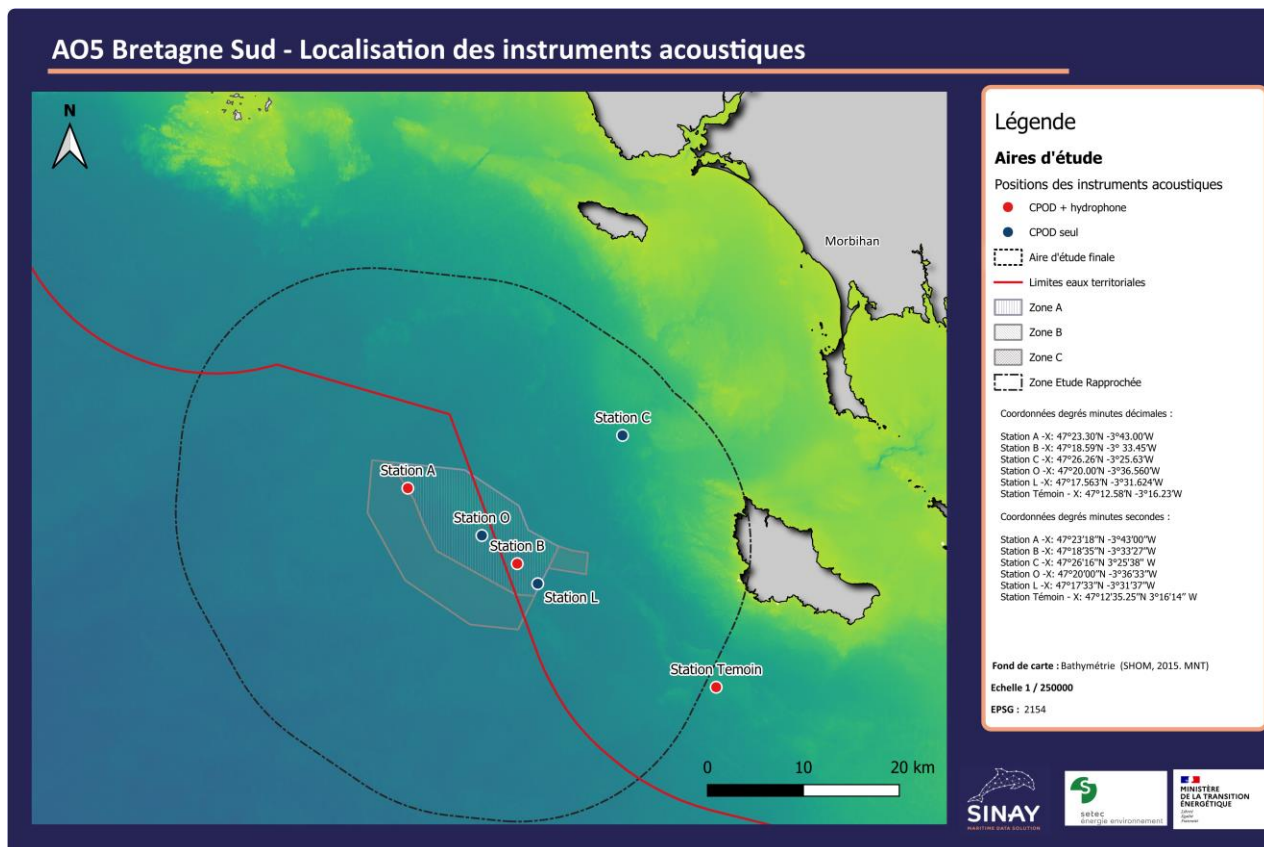 AO5 Bretagne Sud - Localisation des instruments acoustiques
N
Morbihan
Station C
Station A
Station O
Station B
Station L
Station Temoin
0 10 20 km
Légende
Aires d'étude
Positions des instruments acoustiques
CPOD + hydrophone
CPOD seul
Aire d'étude finale
Limites eaux territoriales
Zone A
Zone B
Zone C
Zone Etude Rapprochée
Coordonnées degrés minutes décimales :
Station A -X: 47°23.30'N -3°43.00'W
Station B -X: 47°18.59'N -3° 33.45'W
Station C -X: 47°26.26'N -3°25.63'W
Station O -X: 47°20.00'N -3°36.560'W
Station L -X: 47°17.563'N -3°31.624'W
Station Témoin - X: 47°12.58'N -3°16.23'W
Coordonnées degrés minutes secondes :
Station A -X: 47°23'18"N -3°43'00"W
Station B -X: 47°18'35"N -3°33'27"W
Station C -X: 47°26'16"N 3°25'38" W
Station O -X: 47°20'00"N -3°36'33"W
Station L -X: 47°17'33"N -3°31'37"W
Station Témoin - X: 47°12'35.25"N 3°16'14" W
Fond de carte : Bathymétrie (SHOM, 2015. MNT)
Echelle 1 / 250000
EPSG : 2154
SINAY
MARITIME DATA SOLUTION
setec
énergie environnement
MINISTÈRE
DE LA TRANSITION
ÉNERGÉTIQUE
Liberté
Égalité
Fraternité